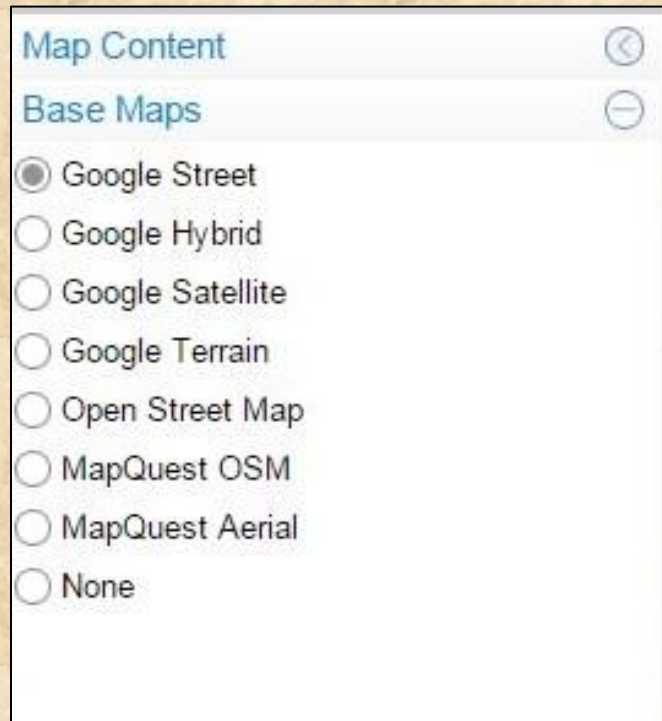 Map Content
Base Maps
Google Street
Google Hybrid
Google Satellite
Google Terrain
Open Street Map
MapQuest OSM
MapQuest Aerial
None